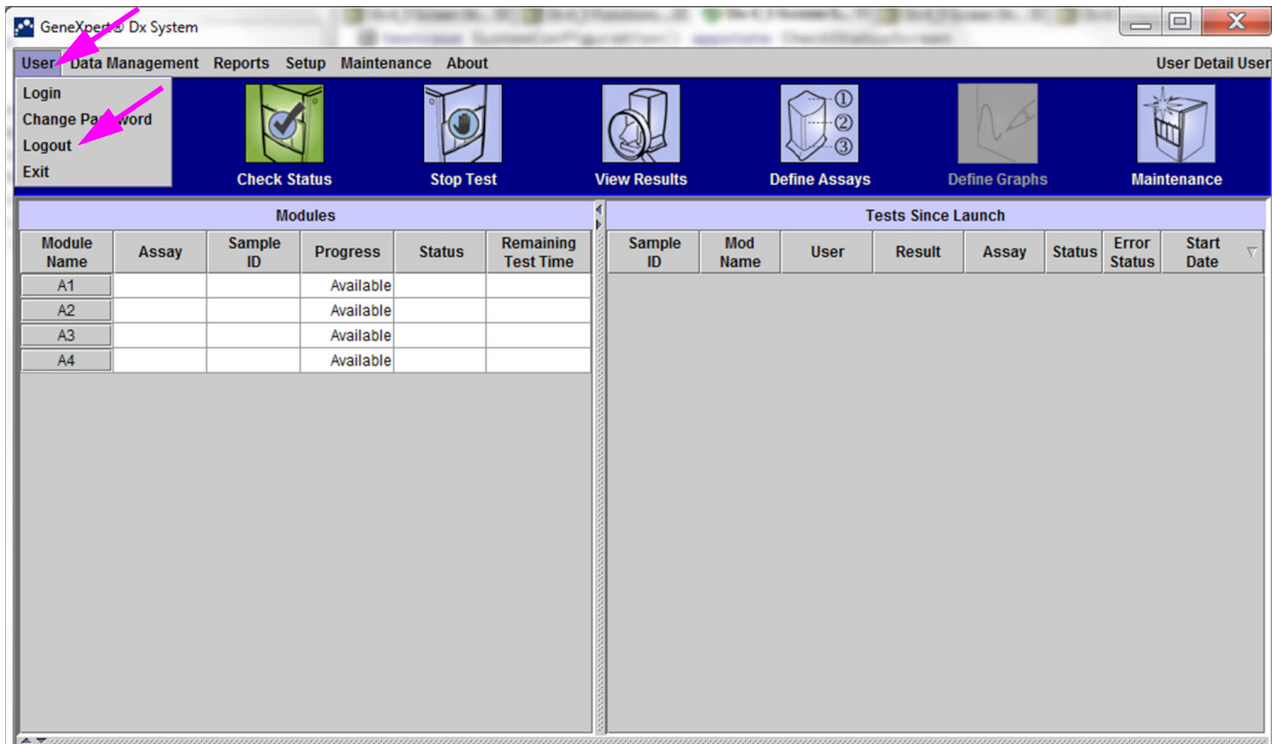 GeneXpert® Dx System
User Data Management Reports Setup Maintenance About User Detail User
Login
Change Password
Logout
Exit
Check Status Stop Test View Results Define Assays Define Graphs Maintenance
① ② ③
Modules
Module Name Assay Sample ID Progress Status Remaining Test Time
A1 Available
A2 Available
A3 Available
A4 Available
Tests Since Launch
Sample ID Mod Name User Result Assay Status Error Status Start Date